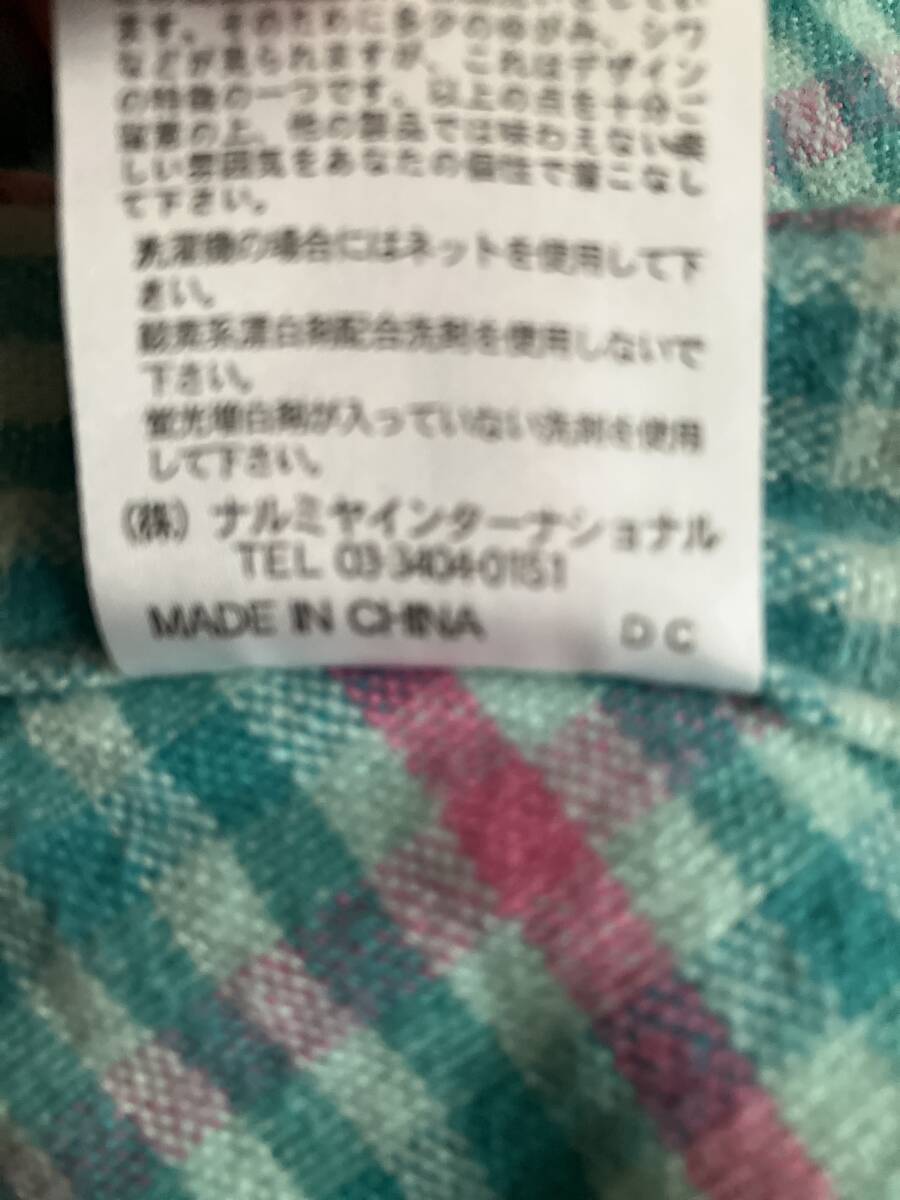 ます。そのために多少のゆがみ、シワ
などが見られますが、これはデザイン
の特徴の一つです。以上の点を十分ご
留意の上、他の製品では味わえない美
しい雰囲気をあなたの個性で着こなし
て下さい。
洗濯機の場合にはネットを使用して下
さい。
酸素系漂白剤配合洗剤を使用しないで
下さい。
蛍光増白剤が入っていない洗剤を使用
して下さい。
(株) ナルミヤインターナショナル
TEL 03-3404-0151
MADE IN CHINA D C